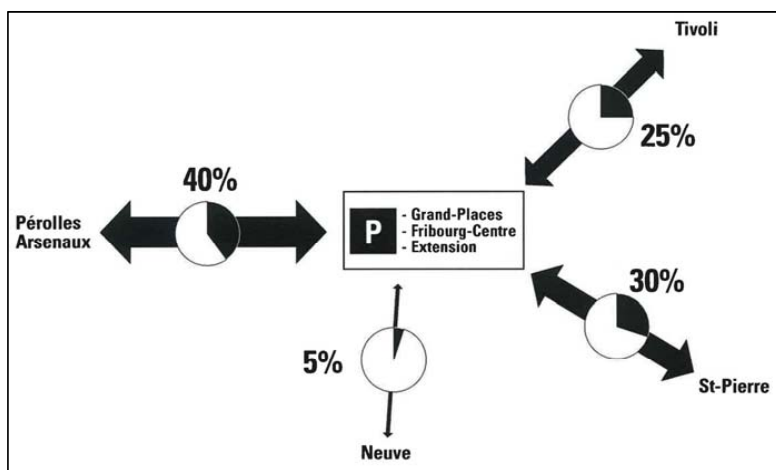 Tivoli
25%
40%
Pérolles
Arsenaux
P
- Grand-Places
- Fribourg-Centre
- Extension
30%
St-Pierre
5%
Neuve